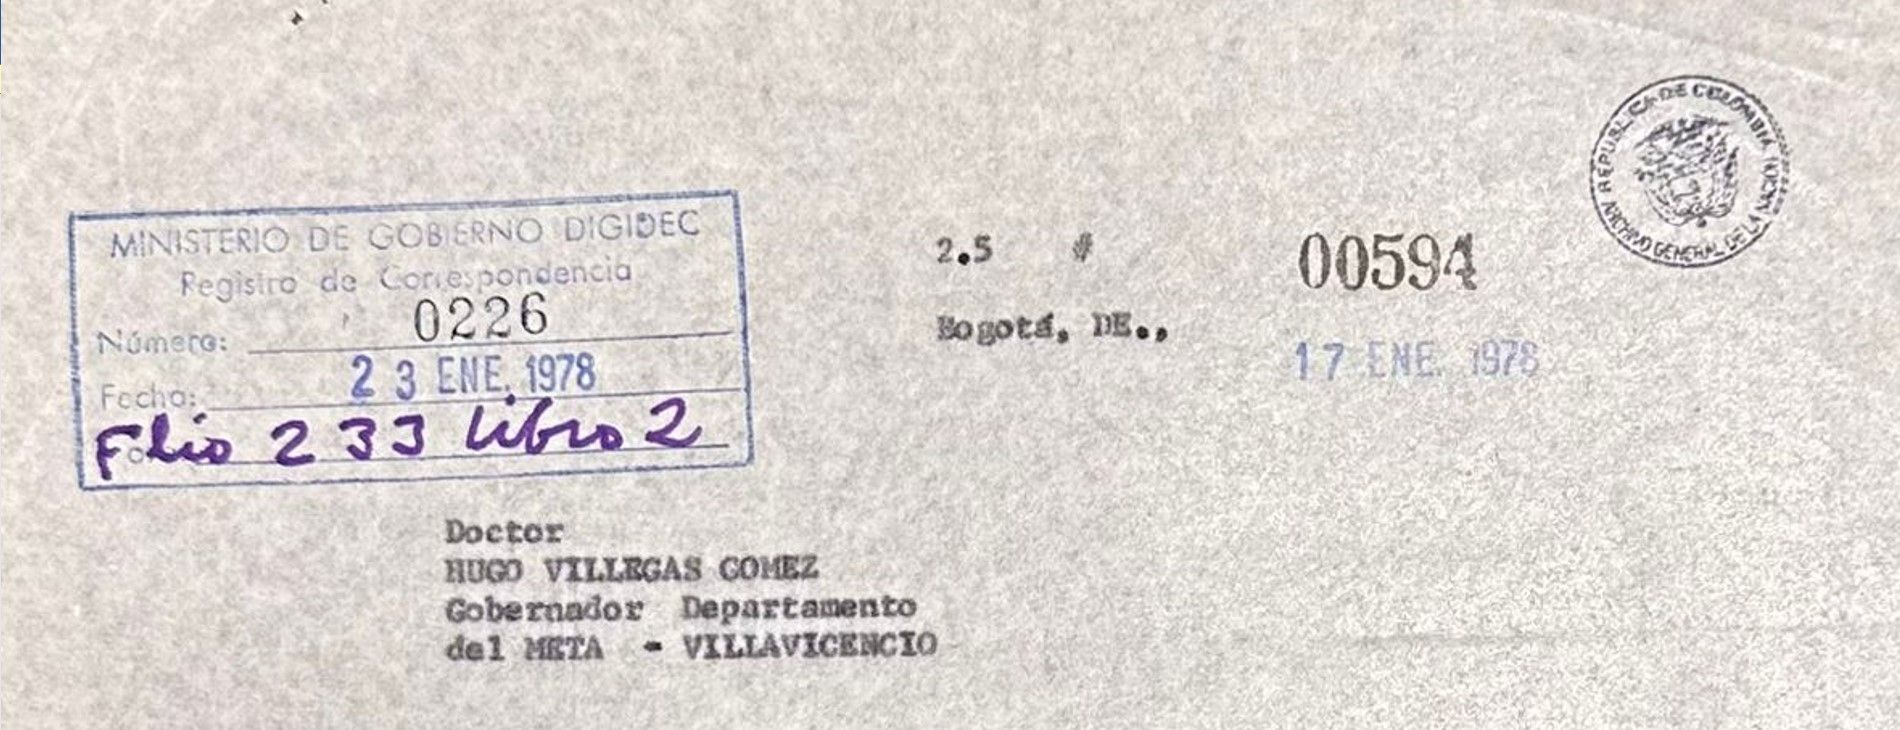 REPUBLICA DE COLOMBIA
ARCHIVO GENERAL DE LA NACION
MINISTERIO DE GOBIERNO DIGIDEC
Registro de Correspondencia
Número: 0226
Fecha: 23 ENE. 1978
Folio 233 Libro 2
2.5 # 00594
Bogotá, DE.,
17 ENE. 1978
Doctor
HUGO VILLEGAS GOMEZ
Gobernador Departamento
del META - VILLAVICENCIO